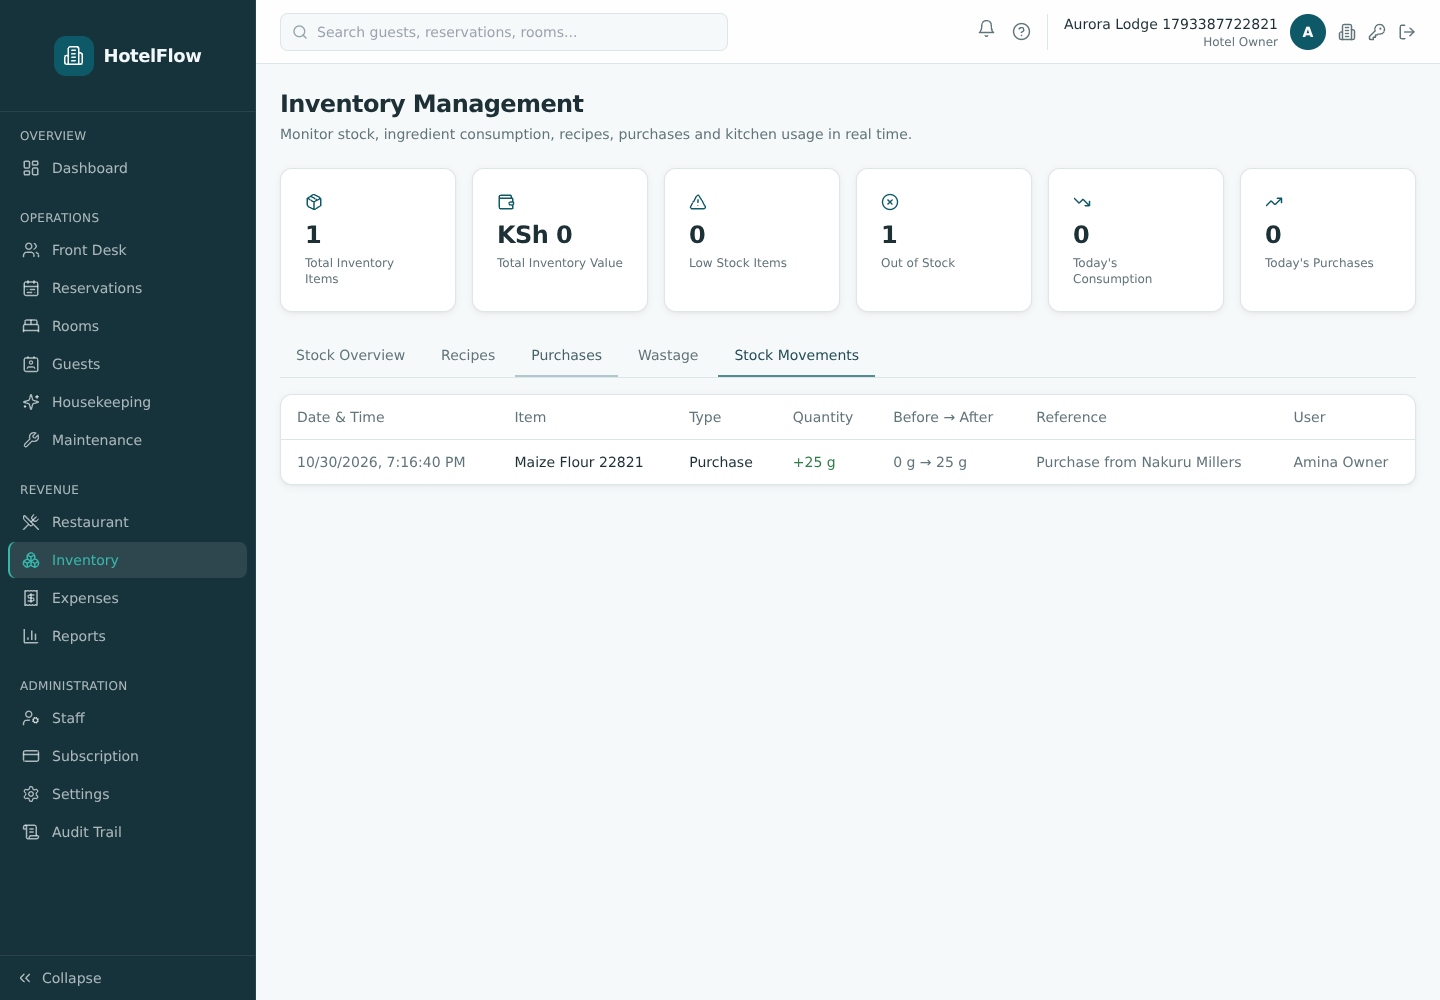 HotelFlow
Search guests, reservations, rooms...
Aurora Lodge 1793387722821
Hotel Owner
A
OVERVIEW
Dashboard
OPERATIONS
Front Desk
Reservations
Rooms
Guests
Housekeeping
Maintenance
REVENUE
Restaurant
Inventory
Expenses
Reports
ADMINISTRATION
Staff
Subscription
Settings
Audit Trail
Collapse
Inventory Management
Monitor stock, ingredient consumption, recipes, purchases and kitchen usage in real time.
1
Total Inventory
Items
KSh 0
Total Inventory Value
0
Low Stock Items
1
Out of Stock
0
Today's
Consumption
0
Today's Purchases
Stock Overview Recipes Purchases Wastage Stock Movements
Date & Time Item Type Quantity Before → After Reference User
10/30/2026, 7:16:40 PM Maize Flour 22821 Purchase +25 g 0 g → 25 g Purchase from Nakuru Millers Amina Owner